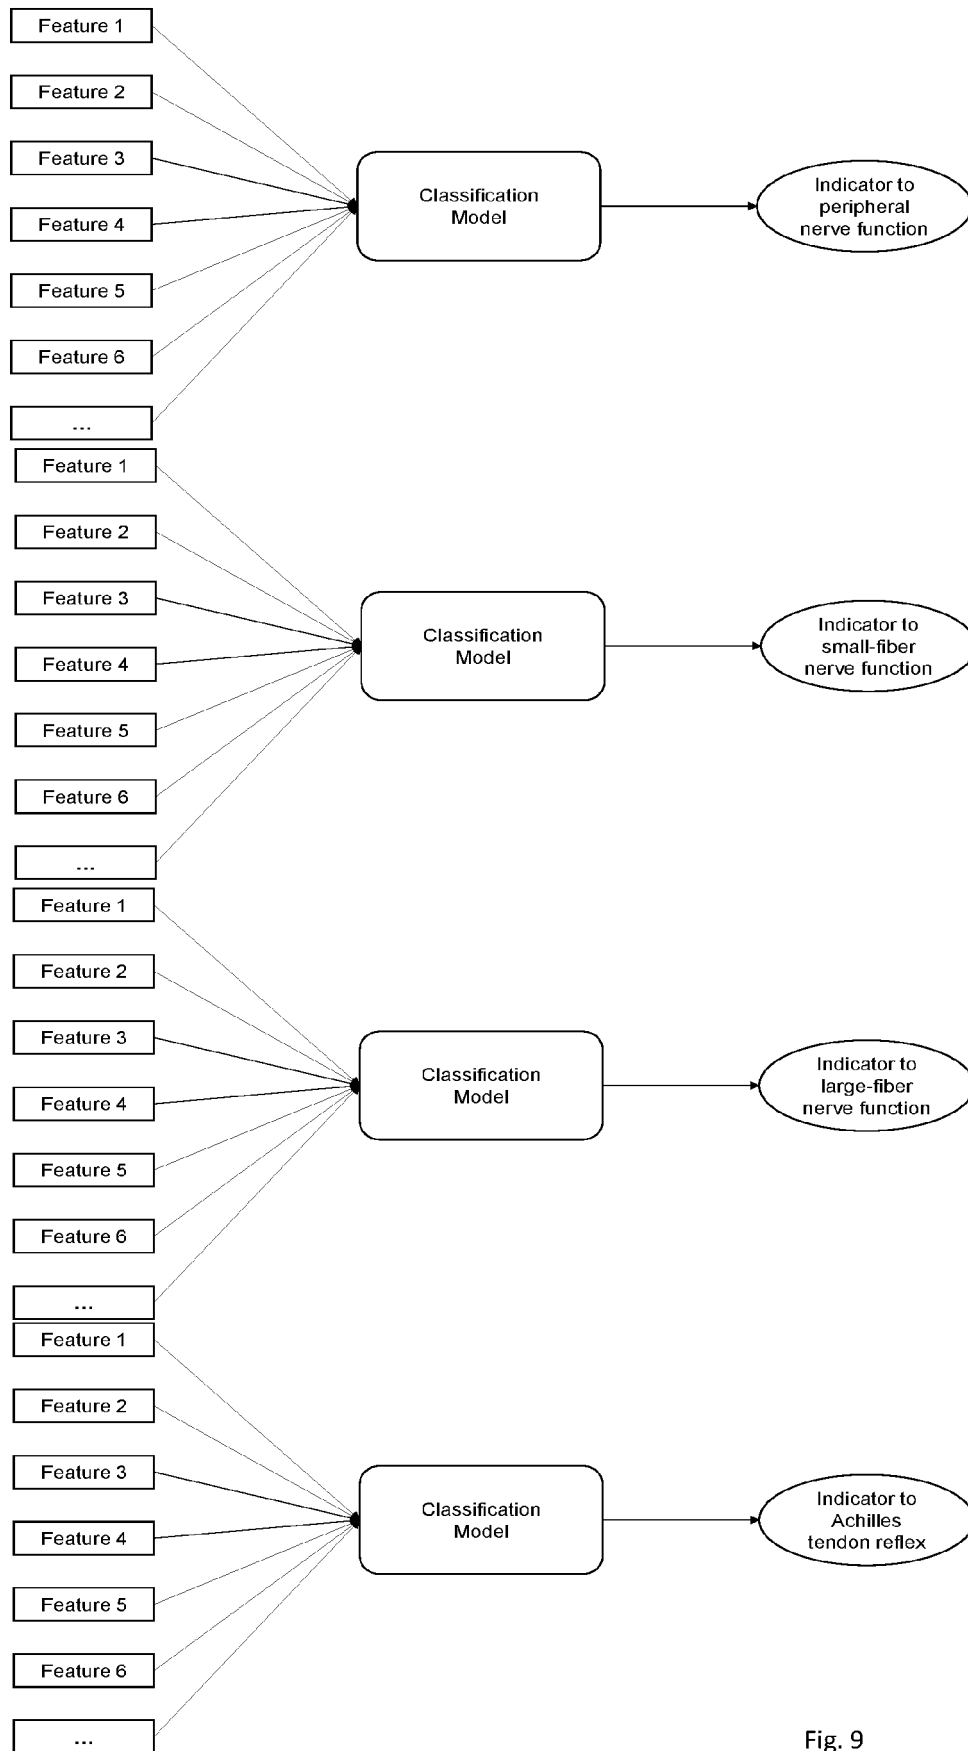 Feature 1
Feature 2
Feature 3
Feature 4
Feature 5
Feature 6
...
Classification
Model
Indicator to
peripheral
nerve function
Feature 1
Feature 2
Feature 3
Feature 4
Feature 5
Feature 6
...
Classification
Model
Indicator to
small-fiber
nerve function
Feature 1
Feature 2
Feature 3
Feature 4
Feature 5
Feature 6
...
Classification
Model
Indicator to
large-fiber
nerve function
Feature 1
Feature 2
Feature 3
Feature 4
Feature 5
Feature 6
...
Classification
Model
Indicator to
Achilles
tendon reflex
Fig. 9